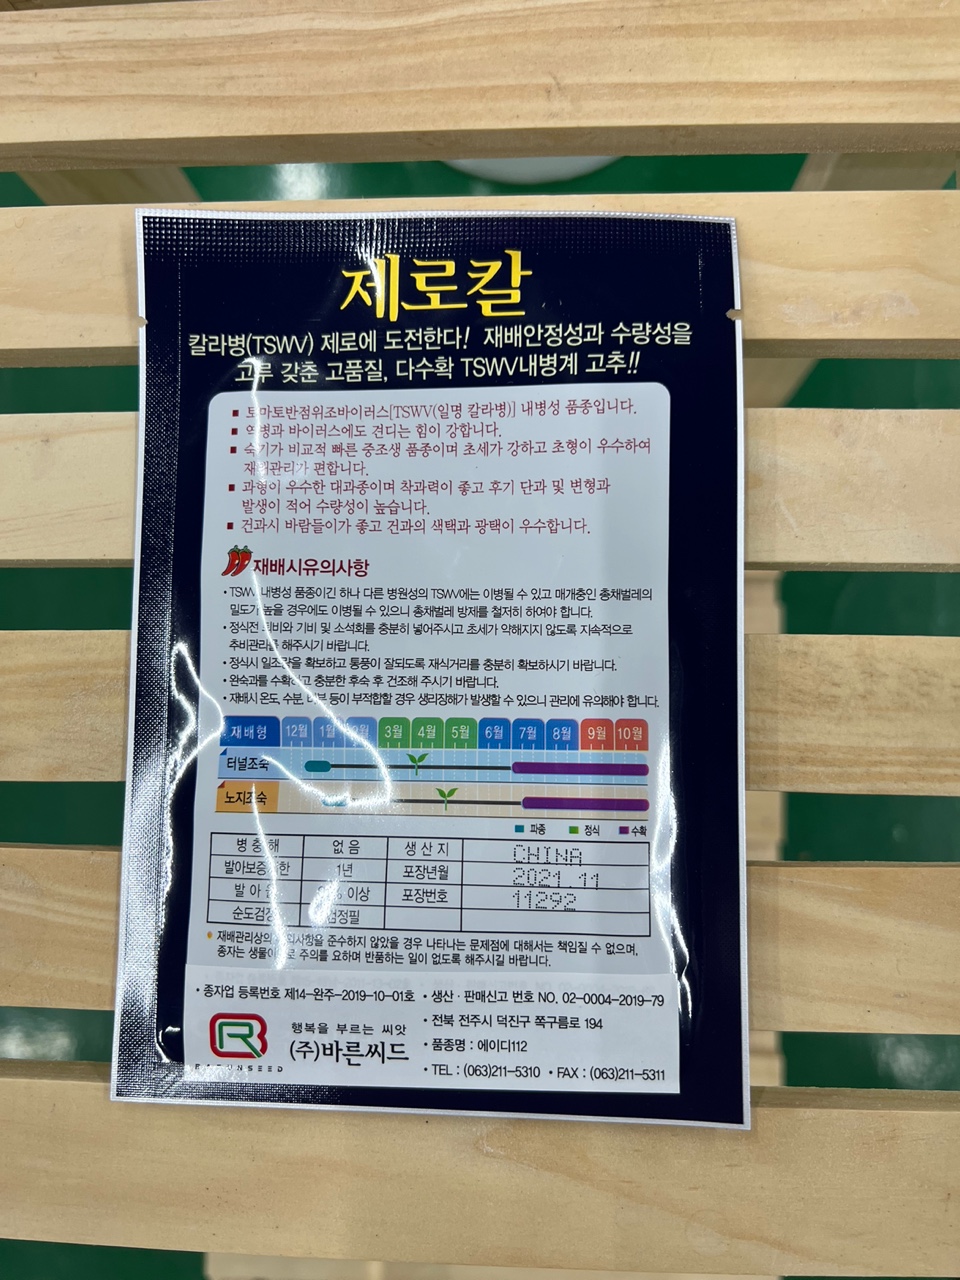 제로칼
칼라병(TSWV) 제로에 도전한다! 재배안정성과 수량성을
고루 갖춘 고품질, 다수확 TSWV내병계 고추!!
■ 토마토반점위조바이러스[TSWV(일명 칼라병)] 내병성 품종입니다.
■ 역병과 바이러스에도 견디는 힘이 강합니다.
■ 숙기가 비교적 빠른 중조생 품종이며 초세가 강하고 초형이 우수하여
재배관리가 편합니다.
■ 과형이 우수한 대과종이며 착과력이 좋고 후기 단과 및 변형과
발생이 적어 수량성이 높습니다.
■ 건과시 바람들이가 좋고 건과의 색택과 광택이 우수합니다.
재배시유의사항
• TSWV 내병성 품종이긴 하나 다른 병원성의 TSWV에는 이병될 수 있고 매개충인 총채벌레의
밀도가 높을 경우에도 이병될 수 있으니 총채벌레 방제를 철저히 하여야 합니다.
• 정식전 퇴비와 기비 및 소석회를 충분히 넣어주시고 초세가 약해지지 않도록 지속적으로
추비관리를 해주시기 바랍니다.
• 정식시 일조량을 확보하고 통풍이 잘되도록 재식거리를 충분히 확보하시기 바랍니다.
• 완숙과를 수확하고 충분한 후숙 후 건조해 주시기 바랍니다.
• 재배시 온도, 수분, 등이 부적합할 경우 생리장해가 발생할 수 있으니 관리에 유의해야 합니다.
재배형 12월 1월 2월 3월 4월 5월 6월 7월 8월 9월 10월
터널조숙
노지조숙
파종 정식 수확
병충해 없음 생산지 CHINA
발아보증기한 1년 포장년월 2021.11
발아율 이상 포장번호 11292
순도검정 검정필
재배관리상의 유의사항을 준수하지 않았을 경우 나타나는 문제점에 대해서는 책임질 수 없으며,
종자는 생물이므로 주의를 요하며 반품하는 일이 없도록 해주시길 바랍니다.
• 종자업 등록번호 제14-완주-2019-10-01호 • 생산·판매신고 번호 NO. 02-0004-2019-79
• 전북 전주시 덕진구 쪽구름로 194
행복을 부르는 씨앗
(주)바른씨드
• 품종명 : 에이디112
• TEL : (063)211-5310 • FAX : (063)211-5311